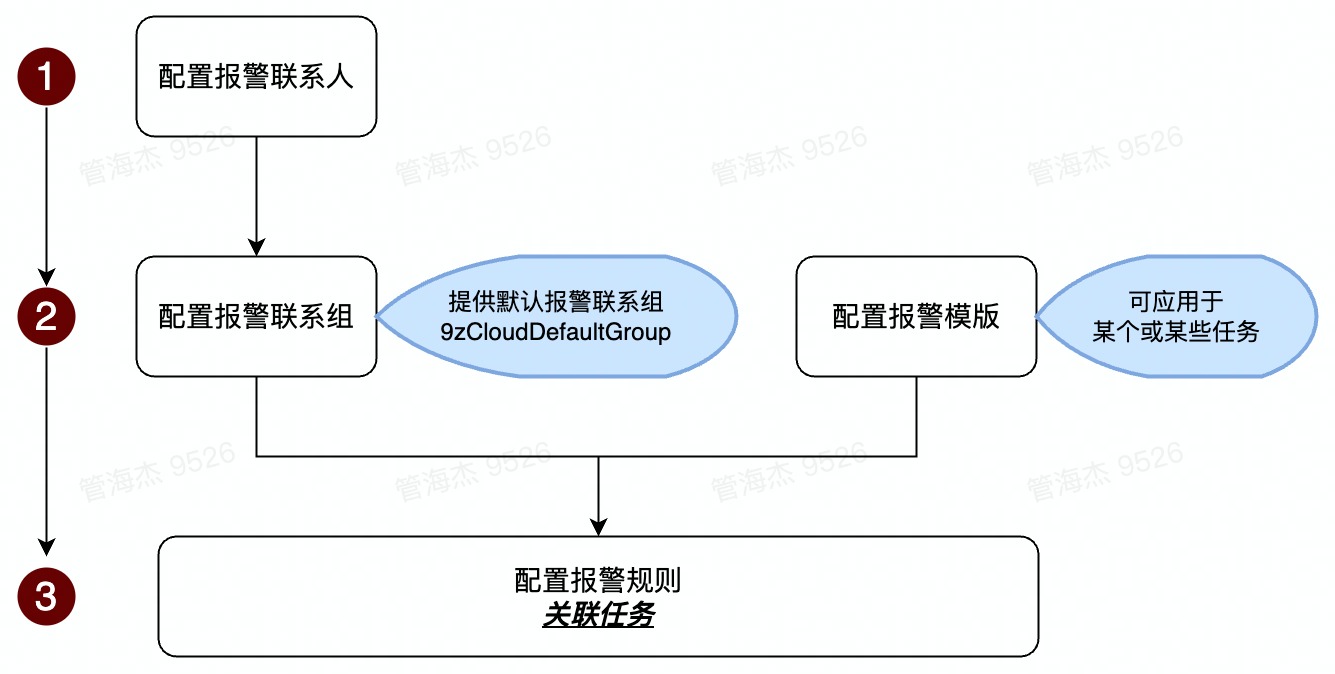 1
配置报警联系人
管海杰 9526
管海杰 9526
管海杰 9526
管海杰 9526
2
配置报警联系组
提供默认报警联系组
9zCloudDefaultGroup
配置报警模版
可应用于
某个或某些任务
管海杰 9526
管海杰 9526
管海杰 9526
管海杰 9526
3
配置报警规则
关联任务